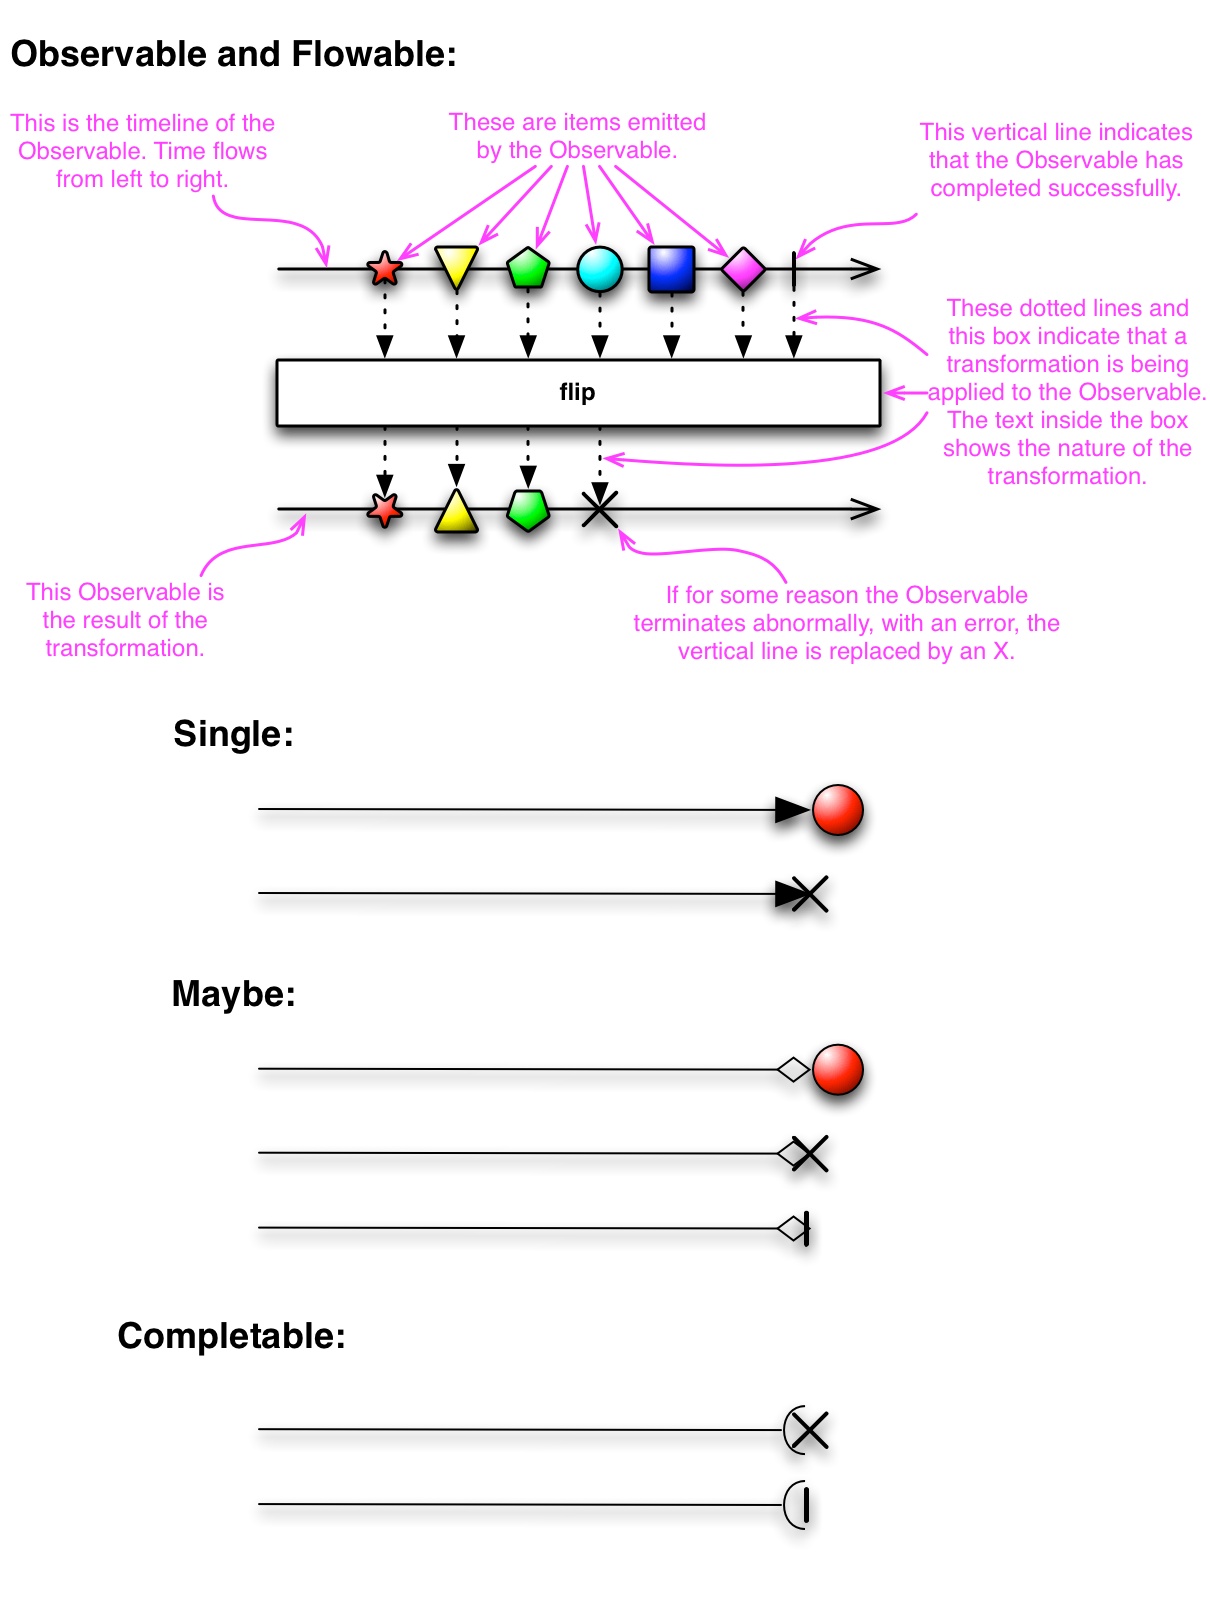 Observable and Flowable:
This is the timeline of the
Observable. Time flows
from left to right.
These are items emitted
by the Observable.
This vertical line indicates
that the Observable has
completed successfully.
These dotted lines and
this box indicate that a
transformation is being
applied to the Observable.
The text inside the box
shows the nature of the
transformation.
flip
This Observable is
the result of the
transformation.
If for some reason the Observable
terminates abnormally, with an error, the
vertical line is replaced by an X.
Single:
Maybe:
Completable: